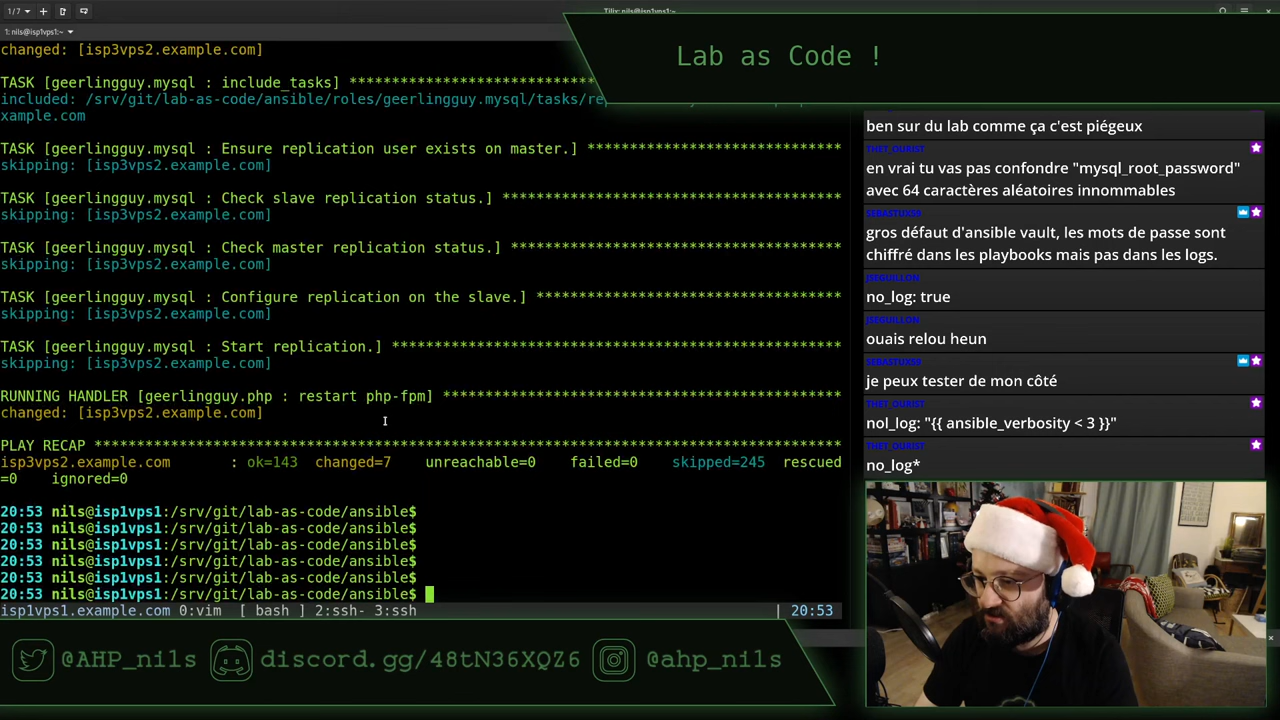 1/7
Tilix: nils@isp1vps1:~
1: nils@isp1vps1:~
changed: [isp3vps2.example.com]
TASK [geerlingguy.mysql : include_tasks] *****************************
included: /srv/git/lab-as-code/ansible/roles/geerlingguy.mysql/tasks/re
xample.com
TASK [geerlingguy.mysql : Ensure replication user exists on master.] ******************************
skipping: [isp3vps2.example.com]
TASK [geerlingguy.mysql : Check slave replication status.] ****************************************
skipping: [isp3vps2.example.com]
TASK [geerlingguy.mysql : Check master replication status.] ***************************************
skipping: [isp3vps2.example.com]
TASK [geerlingguy.mysql : Configure replication on the slave.] ************************************
skipping: [isp3vps2.example.com]
TASK [geerlingguy.mysql : Start replication.] *****************************************************
skipping: [isp3vps2.example.com]
RUNNING HANDLER [geerlingguy.php : restart php-fpm] ***********************************************
changed: [isp3vps2.example.com]
PLAY RECAP ****************************************************************************************
isp3vps2.example.com : ok=143 changed=7 unreachable=0 failed=0 skipped=245 rescued
=0 ignored=0
20:53 nils@isp1vps1:/srv/git/lab-as-code/ansible$
20:53 nils@isp1vps1:/srv/git/lab-as-code/ansible$
20:53 nils@isp1vps1:/srv/git/lab-as-code/ansible$
20:53 nils@isp1vps1:/srv/git/lab-as-code/ansible$
20:53 nils@isp1vps1:/srv/git/lab-as-code/ansible$
20:53 nils@isp1vps1:/srv/git/lab-as-code/ansible$
isp1vps1.example.com 0:vim [ bash ] 2:ssh- 3:ssh | 20:53
Lab as Code !
ben sur du lab comme ça c'est piégeux
THET_OURIST
en vrai tu vas pas confondre "mysql_root_password"
avec 64 caractères aléatoires innommables
SEBASTUX59
gros défaut d'ansible vault, les mots de passe sont
chiffré dans les playbooks mais pas dans les logs.
JSEGUILLON
no_log: true
JSEGUILLON
ouais relou heun
SEBASTUX59
je peux tester de mon côté
THET_OURIST
nol_log: "{{ ansible_verbosity < 3 }}"
THET_OURIST
no_log*
@AHP_nils discord.gg/48tN36XQZ6 @ahp_nils